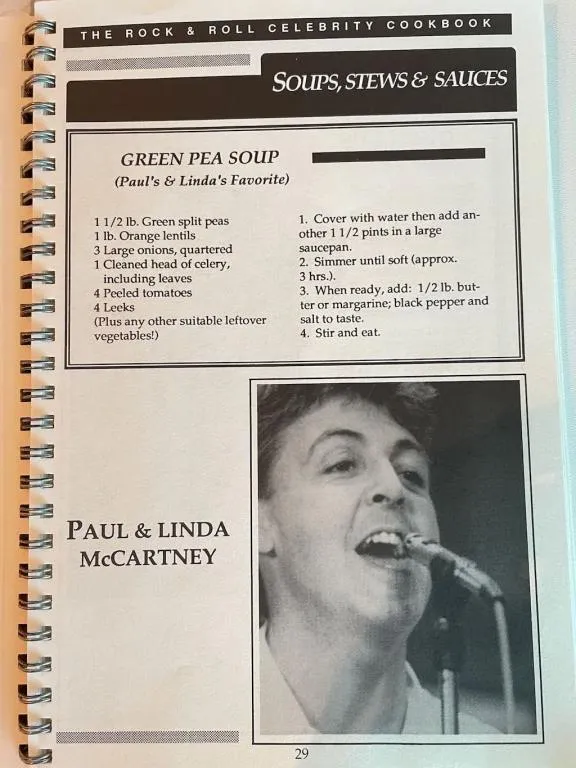 THE ROCK & ROLL CELEBRITY COOKBOOK
SOUPS, STEWS & SAUCES
GREEN PEA SOUP
(Paul's & Linda's Favorite)
1 1/2 lb. Green split peas
1 lb. Orange lentils
3 Large onions, quartered
1 Cleaned head of celery,
including leaves
4 Peeled tomatoes
4 Leeks
(Plus any other suitable leftover
vegetables!)
1. Cover with water then add an-
other 1 1/2 pints in a large
saucepan.
2. Simmer until soft (approx.
3 hrs.).
3. When ready, add: 1/2 lb. but-
ter or margarine; black pepper and
salt to taste.
4. Stir and eat.
PAUL & LINDA
McCARTNEY
29